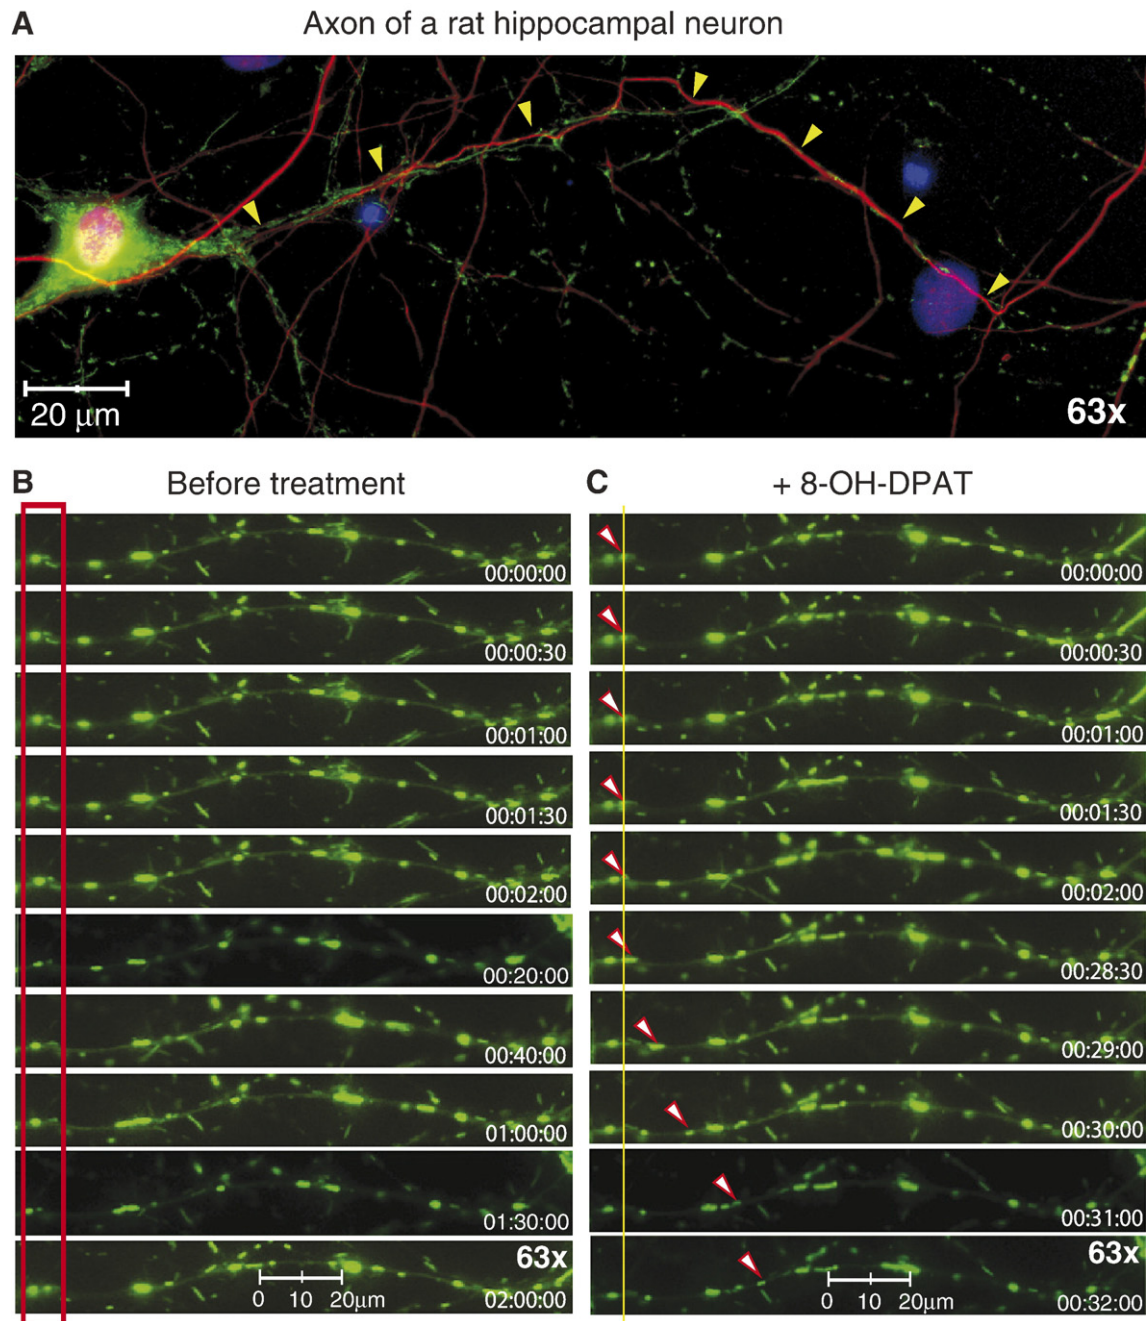 A Axon of a rat hippocampal neuron
20 μm
63x
B Before treatment
00:00:00
00:00:30
00:01:00
00:01:30
00:02:00
00:20:00
00:40:00
01:00:00
01:30:00
63x
0 10 20μm
02:00:00
C + 8-OH-DPAT
00:00:00
00:00:30
00:01:00
00:01:30
00:02:00
00:28:30
00:29:00
00:30:00
00:31:00
63x
0 10 20μm
00:32:00